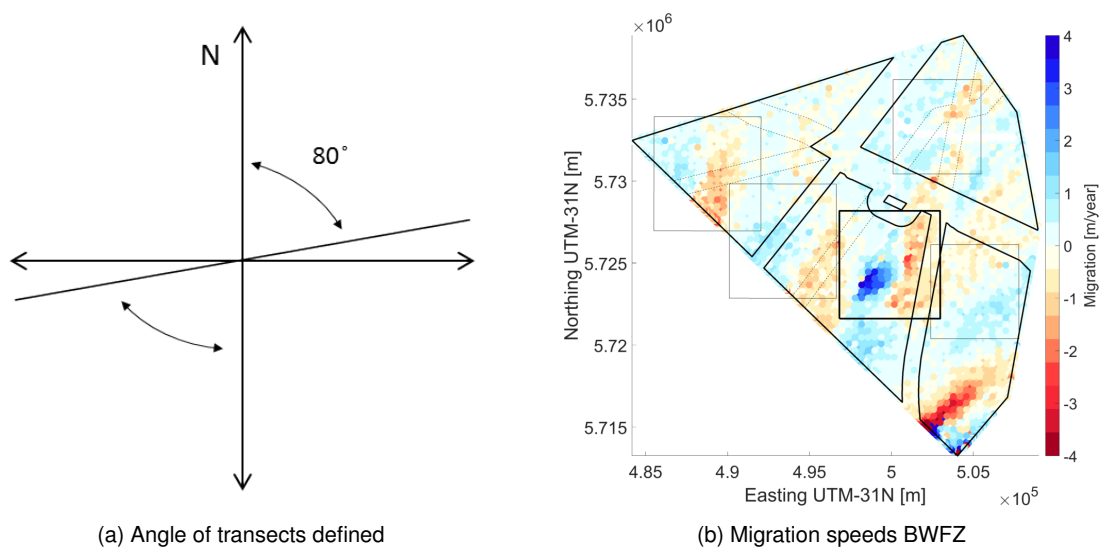 N
80°
×10⁶
5.735
5.73
5.725
5.72
5.715
Northing UTM-31N [m]
4.85 4.9 4.95 5 5.05
Easting UTM-31N [m]
×10⁵
4
3
2
1
0
-1
-2
-3
-4
Migration [m/year]
(a) Angle of transects defined
(b) Migration speeds BWFZ